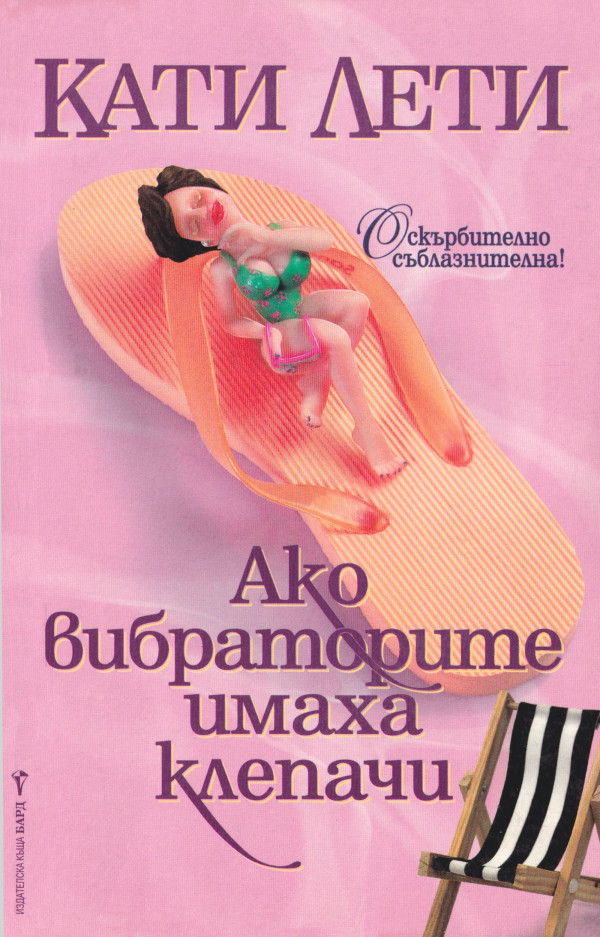 Кати Лети
Оскърбително
съблазнителна!
Ако
вибраторите
имаха
клепачи
ИЗДАТЕЛСКА КЪЩА БАРД